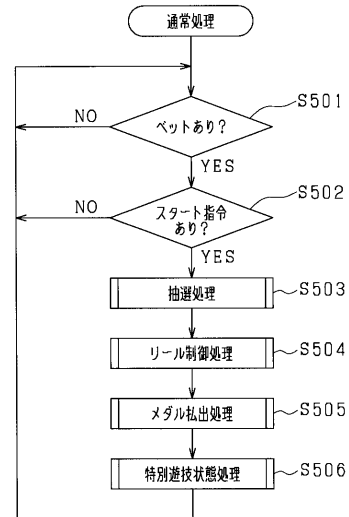 通常処理
ベットあり?
S501
NO
YES
スタート指令
あり?
S502
NO
YES
抽選処理
S503
リール制御処理
S504
メダル払出処理
S505
特別遊技状態処理
S506